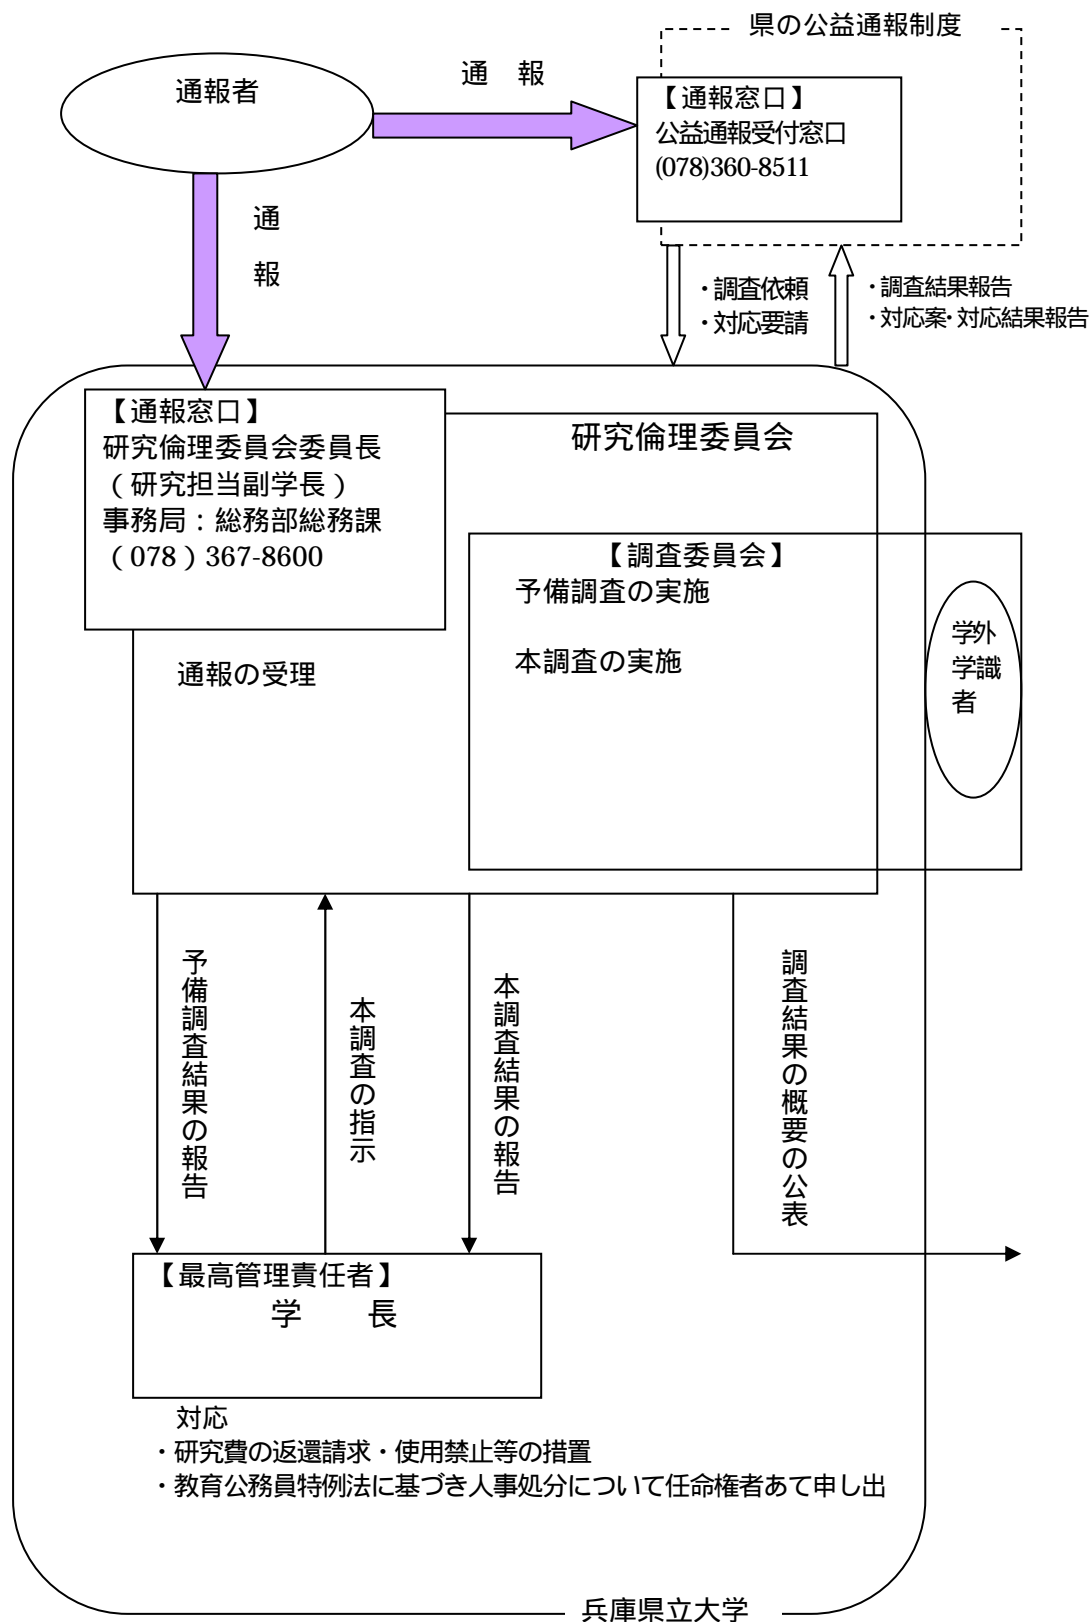 県の公益通報制度
通報者
通 報
【通報窓口】
公益通報受付窓口
(078)360-8511
通
報
・調査依頼
・対応要請
・調査結果報告
・対応案・対応結果報告
【通報窓口】
研究倫理委員会委員長
(研究担当副学長)
事務局:総務部総務課
(078)367-8600
研究倫理委員会
【調査委員会】
予備調査の実施
本調査の実施
通報の受理
学外
学識
者
予備調査結果の報告
本調査の指示
本調査結果の報告
調査結果の概要の公表
【最高管理責任者】
学 長
対応
・研究費の返還請求・使用禁止等の措置
・教育公務員特例法に基づき人事処分について任命権者あて申し出
兵庫県立大学